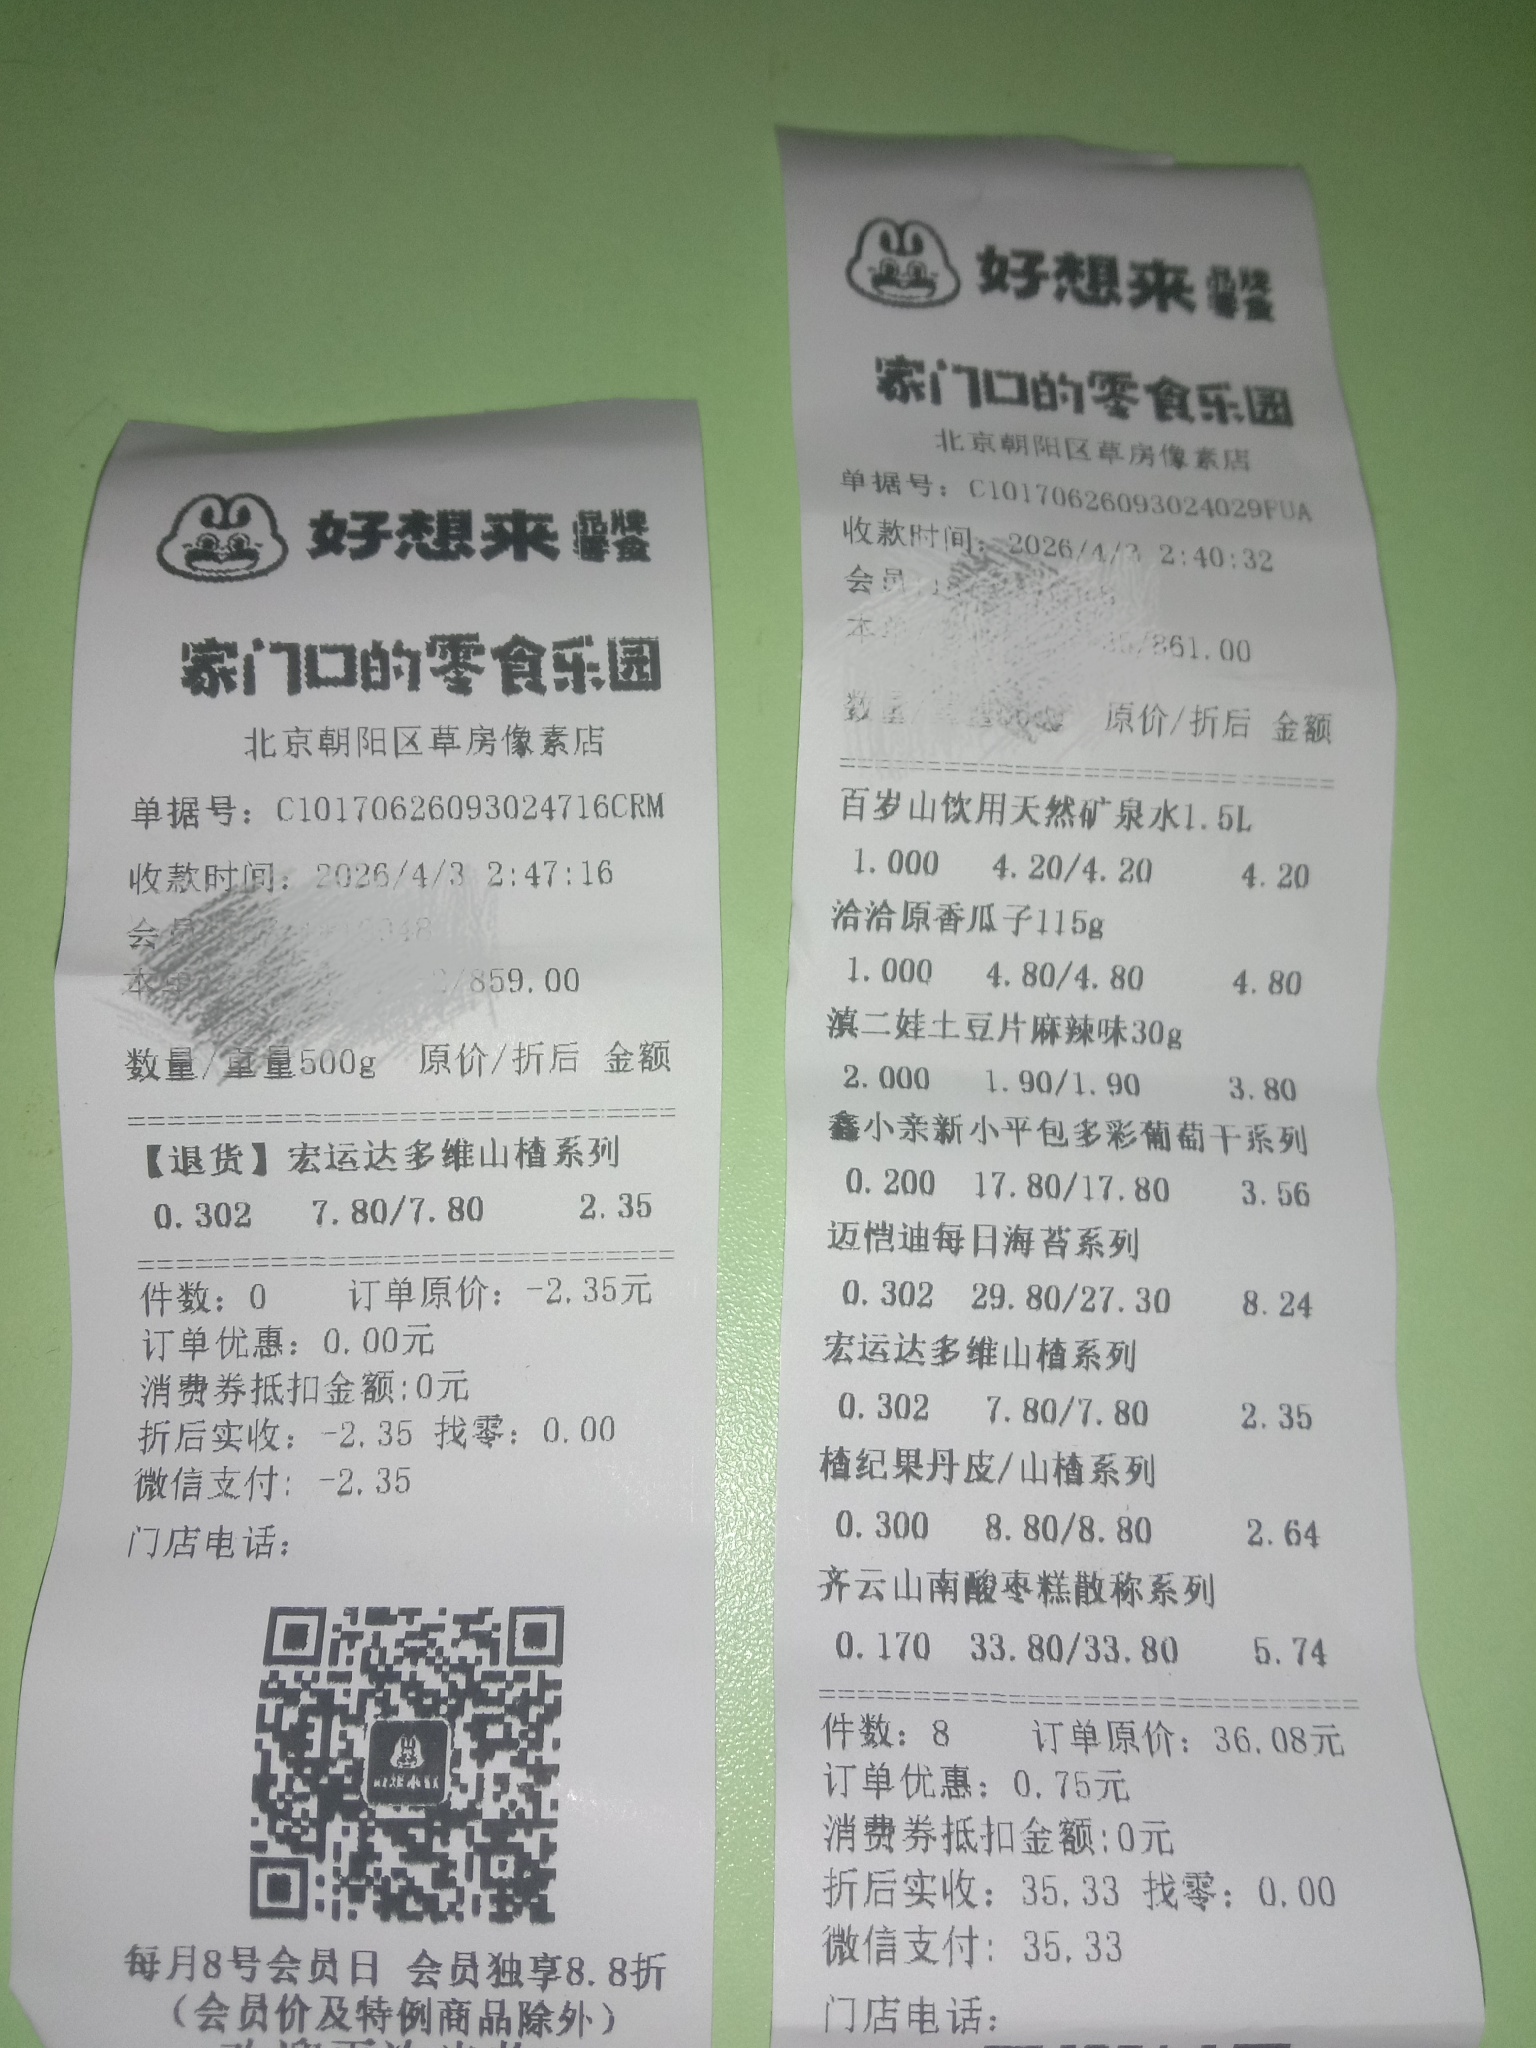 好想来 品牌零食
家门口的零食乐园
北京朝阳区草房像素店
单据号：C10170626093024716CRM
收款时间：2026/4/3 2:47:16
会员
本 /859.00
数量/重量500g 原价/折后 金额
【退货】宏运达多维山楂系列
0.302 7.80/7.80 2.35
件数：0 订单原价：-2.35元
订单优惠：0.00元
消费券抵扣金额:0元
折后实收：-2.35 找零：0.00
微信支付：-2.35
门店电话：
每月8号会员日 会员独享8.8折
（会员价及特例商品除外）
好想来 品牌零食
家门口的零食乐园
北京朝阳区草房像素店
单据号：C10170626093024029PUA
收款时间：2026/4/3 2:40:32
会员
本 /861.00
数量/ 原价/折后 金额
百岁山饮用天然矿泉水1.5L
1.000 4.20/4.20 4.20
洽洽原香瓜子115g
1.000 4.80/4.80 4.80
滇二娃土豆片麻辣味30g
2.000 1.90/1.90 3.80
鑫小亲新小平包多彩葡萄干系列
0.200 17.80/17.80 3.56
迈恺迪每日海苔系列
0.302 29.80/27.30 8.24
宏运达多维山楂系列
0.302 7.80/7.80 2.35
楂纪果丹皮/山楂系列
0.300 8.80/8.80 2.64
齐云山南酸枣糕散称系列
0.170 33.80/33.80 5.74
件数：8 订单原价：36.08元
订单优惠：0.75元
消费券抵扣金额:0元
折后实收：35.33 找零：0.00
微信支付：35.33
门店电话：